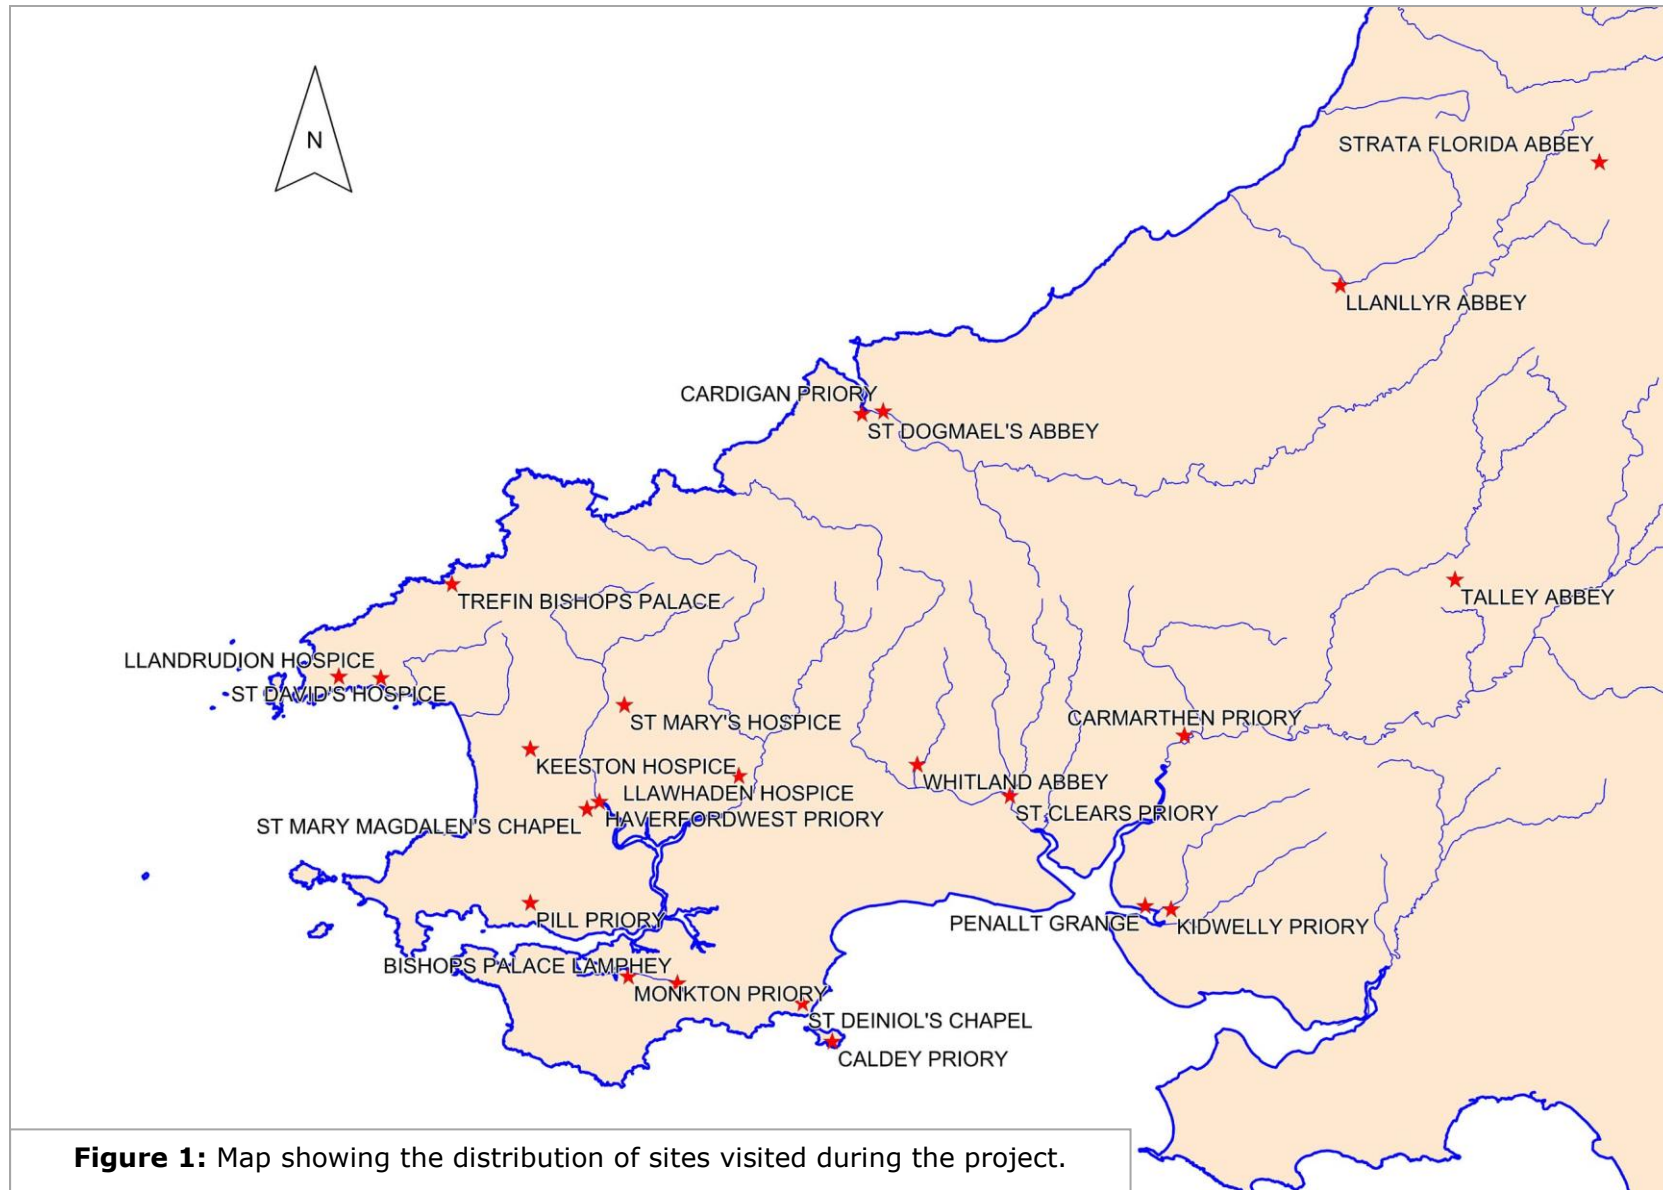 N
STRATA FLORIDA ABBEY
LLANLLYR ABBEY
CARDIGAN PRIORY
ST DOGMAEL'S ABBEY
TREFIN BISHOPS PALACE
TALLEY ABBEY
LLANDRUDION HOSPICE
ST DAVID'S HOSPICE
ST MARY'S HOSPICE
CARMARTHEN PRIORY
KEESTON HOSPICE
WHITLAND ABBEY
LLAWHADEN HOSPICE
ST CLEARS PRIORY
HAVERFORDWEST PRIORY
ST MARY MAGDALEN'S CHAPEL
PILL PRIORY
PENALLT GRANGE
KIDWELLY PRIORY
BISHOPS PALACE LAMPHEY
MONKTON PRIORY
ST DEINIOL'S CHAPEL
CALDEY PRIORY
Figure 1: Map showing the distribution of sites visited during the project.